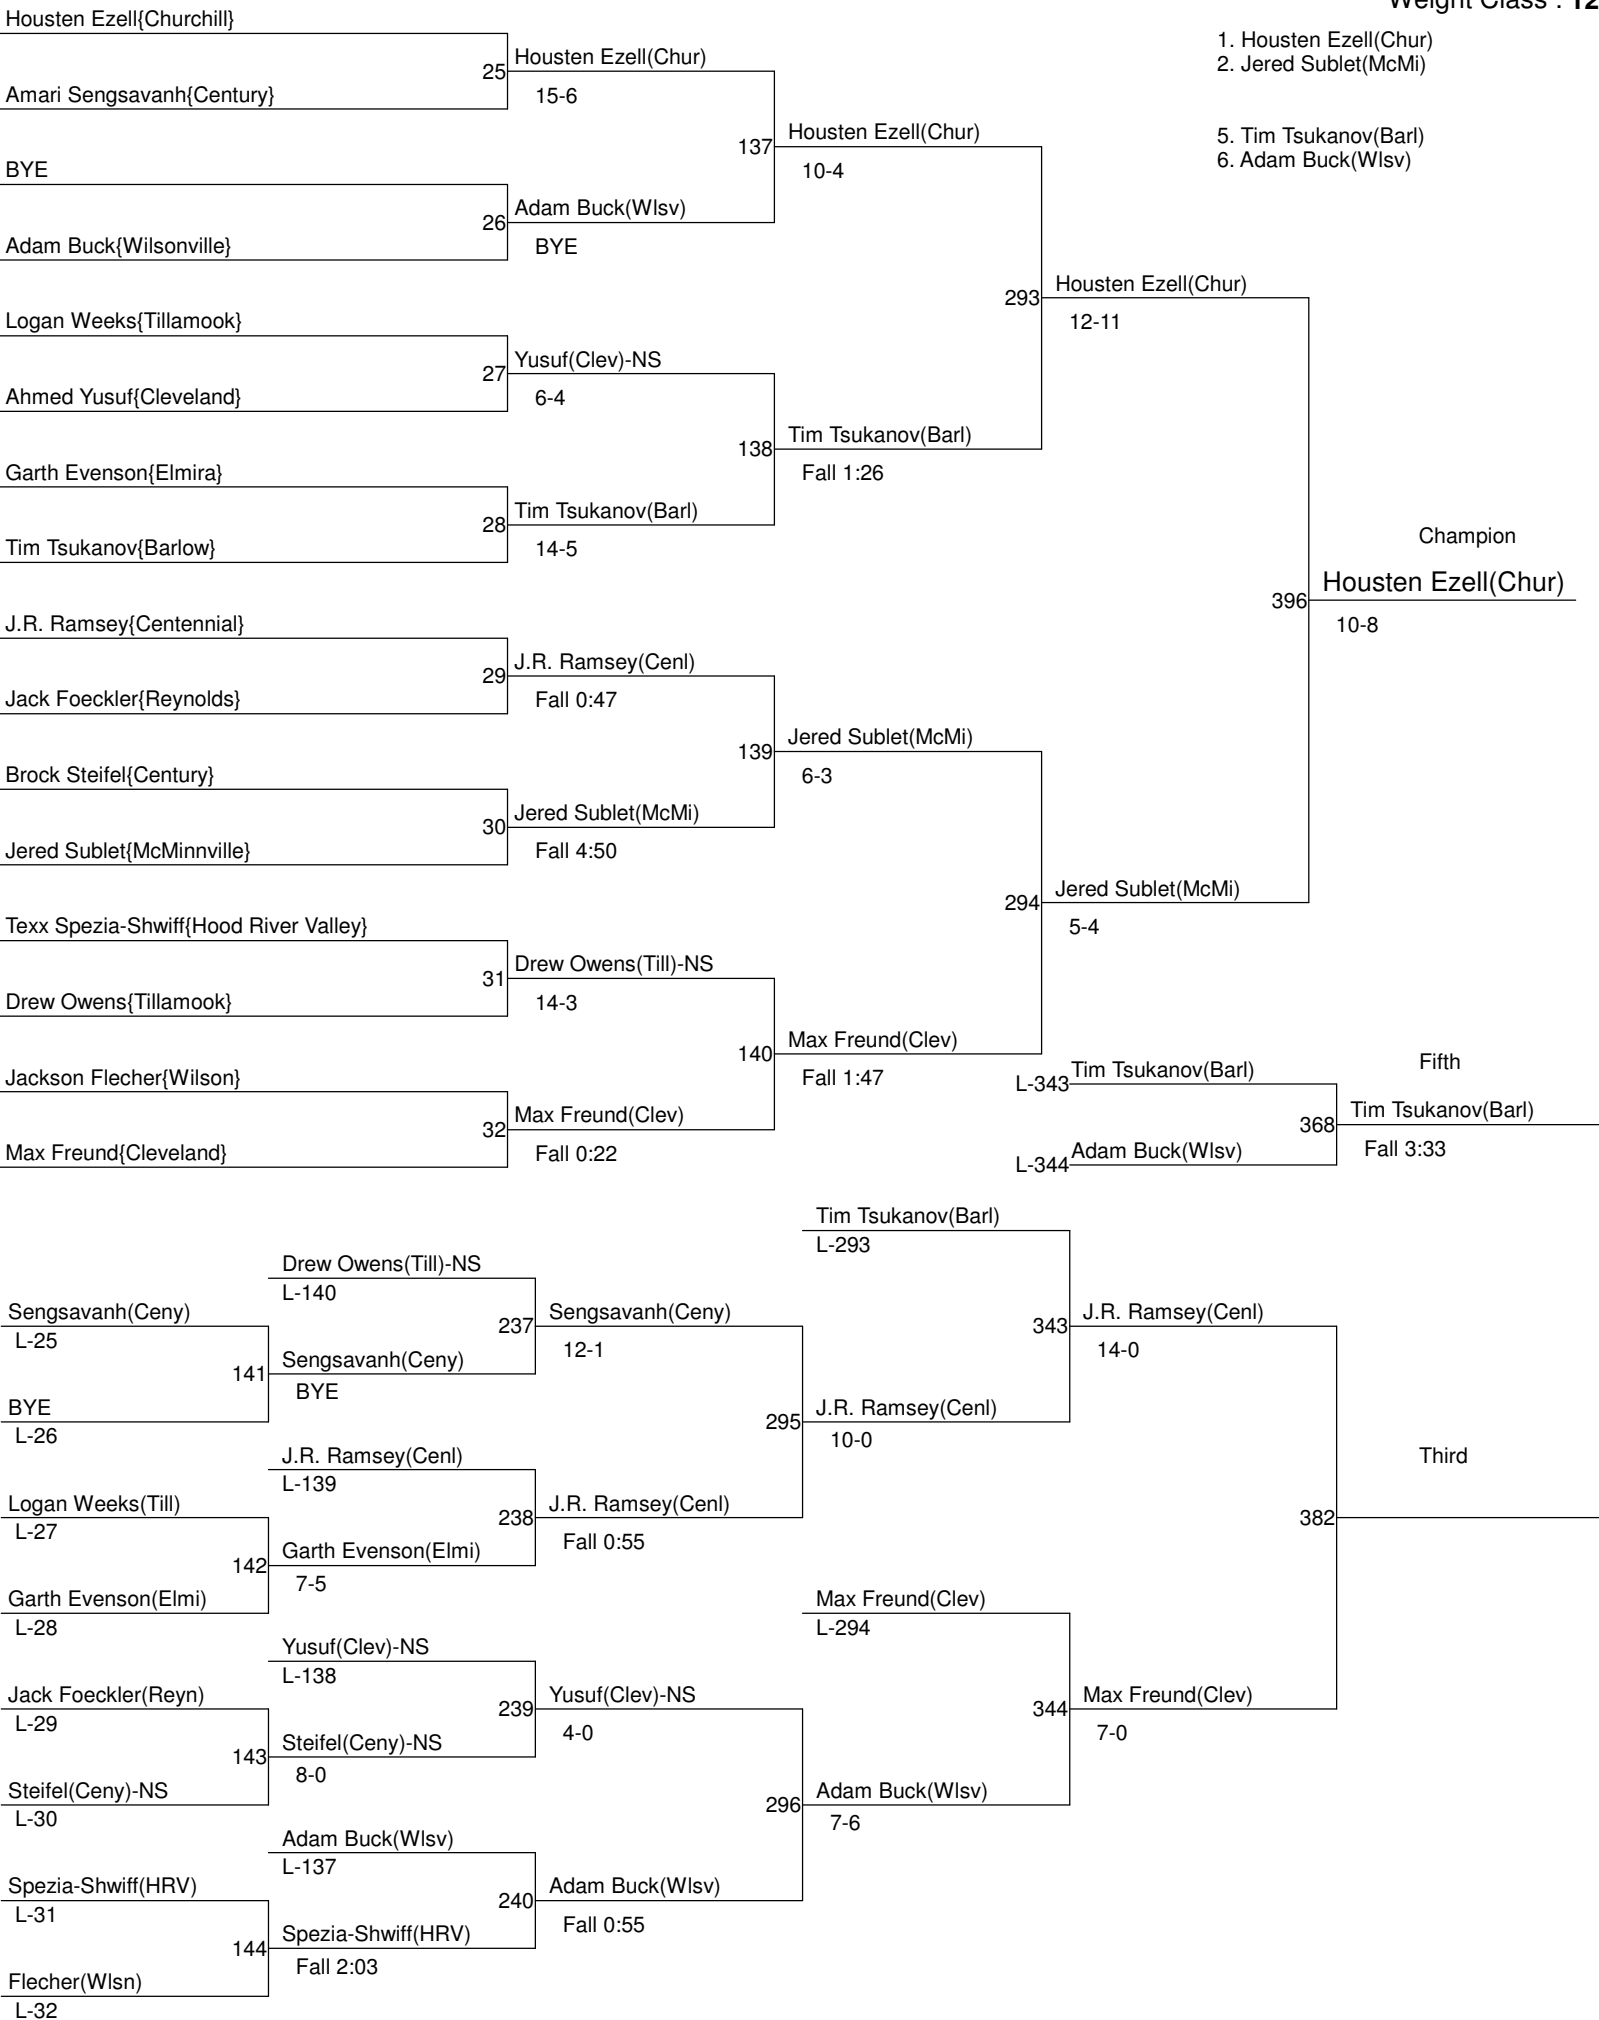 Weight Class : 12
1. Housten Ezell(Chur)
2. Jered Sublet(McMi)
5. Tim Tsukanov(Barl)
6. Adam Buck(Wlsv)
Housten Ezell{Churchill}
Amari Sengsavanh{Century}
BYE
Adam Buck{Wilsonville}
Logan Weeks{Tillamook}
Ahmed Yusuf{Cleveland}
Garth Evenson{Elmira}
Tim Tsukanov{Barlow}
J.R. Ramsey{Centennial}
Jack Foeckler{Reynolds}
Brock Steifel{Century}
Jered Sublet{McMinnville}
Texx Spezia-Shwiff{Hood River Valley}
Drew Owens{Tillamook}
Jackson Flecher{Wilson}
Max Freund{Cleveland}
25
Housten Ezell(Chur)
15-6
26
Adam Buck(Wlsv)
BYE
27
Yusuf(Clev)-NS
6-4
28
Tim Tsukanov(Barl)
14-5
29
J.R. Ramsey(Cenl)
Fall 0:47
30
Jered Sublet(McMi)
Fall 4:50
31
Drew Owens(Till)-NS
14-3
32
Max Freund(Clev)
Fall 0:22
137
Housten Ezell(Chur)
10-4
138
Tim Tsukanov(Barl)
Fall 1:26
139
Jered Sublet(McMi)
6-3
140
Max Freund(Clev)
Fall 1:47
293
Housten Ezell(Chur)
12-11
294
Jered Sublet(McMi)
5-4
Champion
396
Housten Ezell(Chur)
10-8
Fifth
L-343
Tim Tsukanov(Barl)
L-344
Adam Buck(Wlsv)
368
Tim Tsukanov(Barl)
Fall 3:33
Sengsavanh(Ceny)
L-25
BYE
L-26
Logan Weeks(Till)
L-27
Garth Evenson(Elmi)
L-28
Jack Foeckler(Reyn)
L-29
Steifel(Ceny)-NS
L-30
Spezia-Shwiff(HRV)
L-31
Flecher(Wlsn)
L-32
Drew Owens(Till)-NS
L-140
141
Sengsavanh(Ceny)
BYE
J.R. Ramsey(Cenl)
L-139
142
Garth Evenson(Elmi)
7-5
Yusuf(Clev)-NS
L-138
143
Steifel(Ceny)-NS
8-0
Adam Buck(Wlsv)
L-137
144
Spezia-Shwiff(HRV)
Fall 2:03
237
Sengsavanh(Ceny)
12-1
238
J.R. Ramsey(Cenl)
Fall 0:55
239
Yusuf(Clev)-NS
4-0
240
Adam Buck(Wlsv)
Fall 0:55
Tim Tsukanov(Barl)
L-293
295
J.R. Ramsey(Cenl)
10-0
Max Freund(Clev)
L-294
296
Adam Buck(Wlsv)
7-6
343
J.R. Ramsey(Cenl)
14-0
344
Max Freund(Clev)
7-0
Third
382